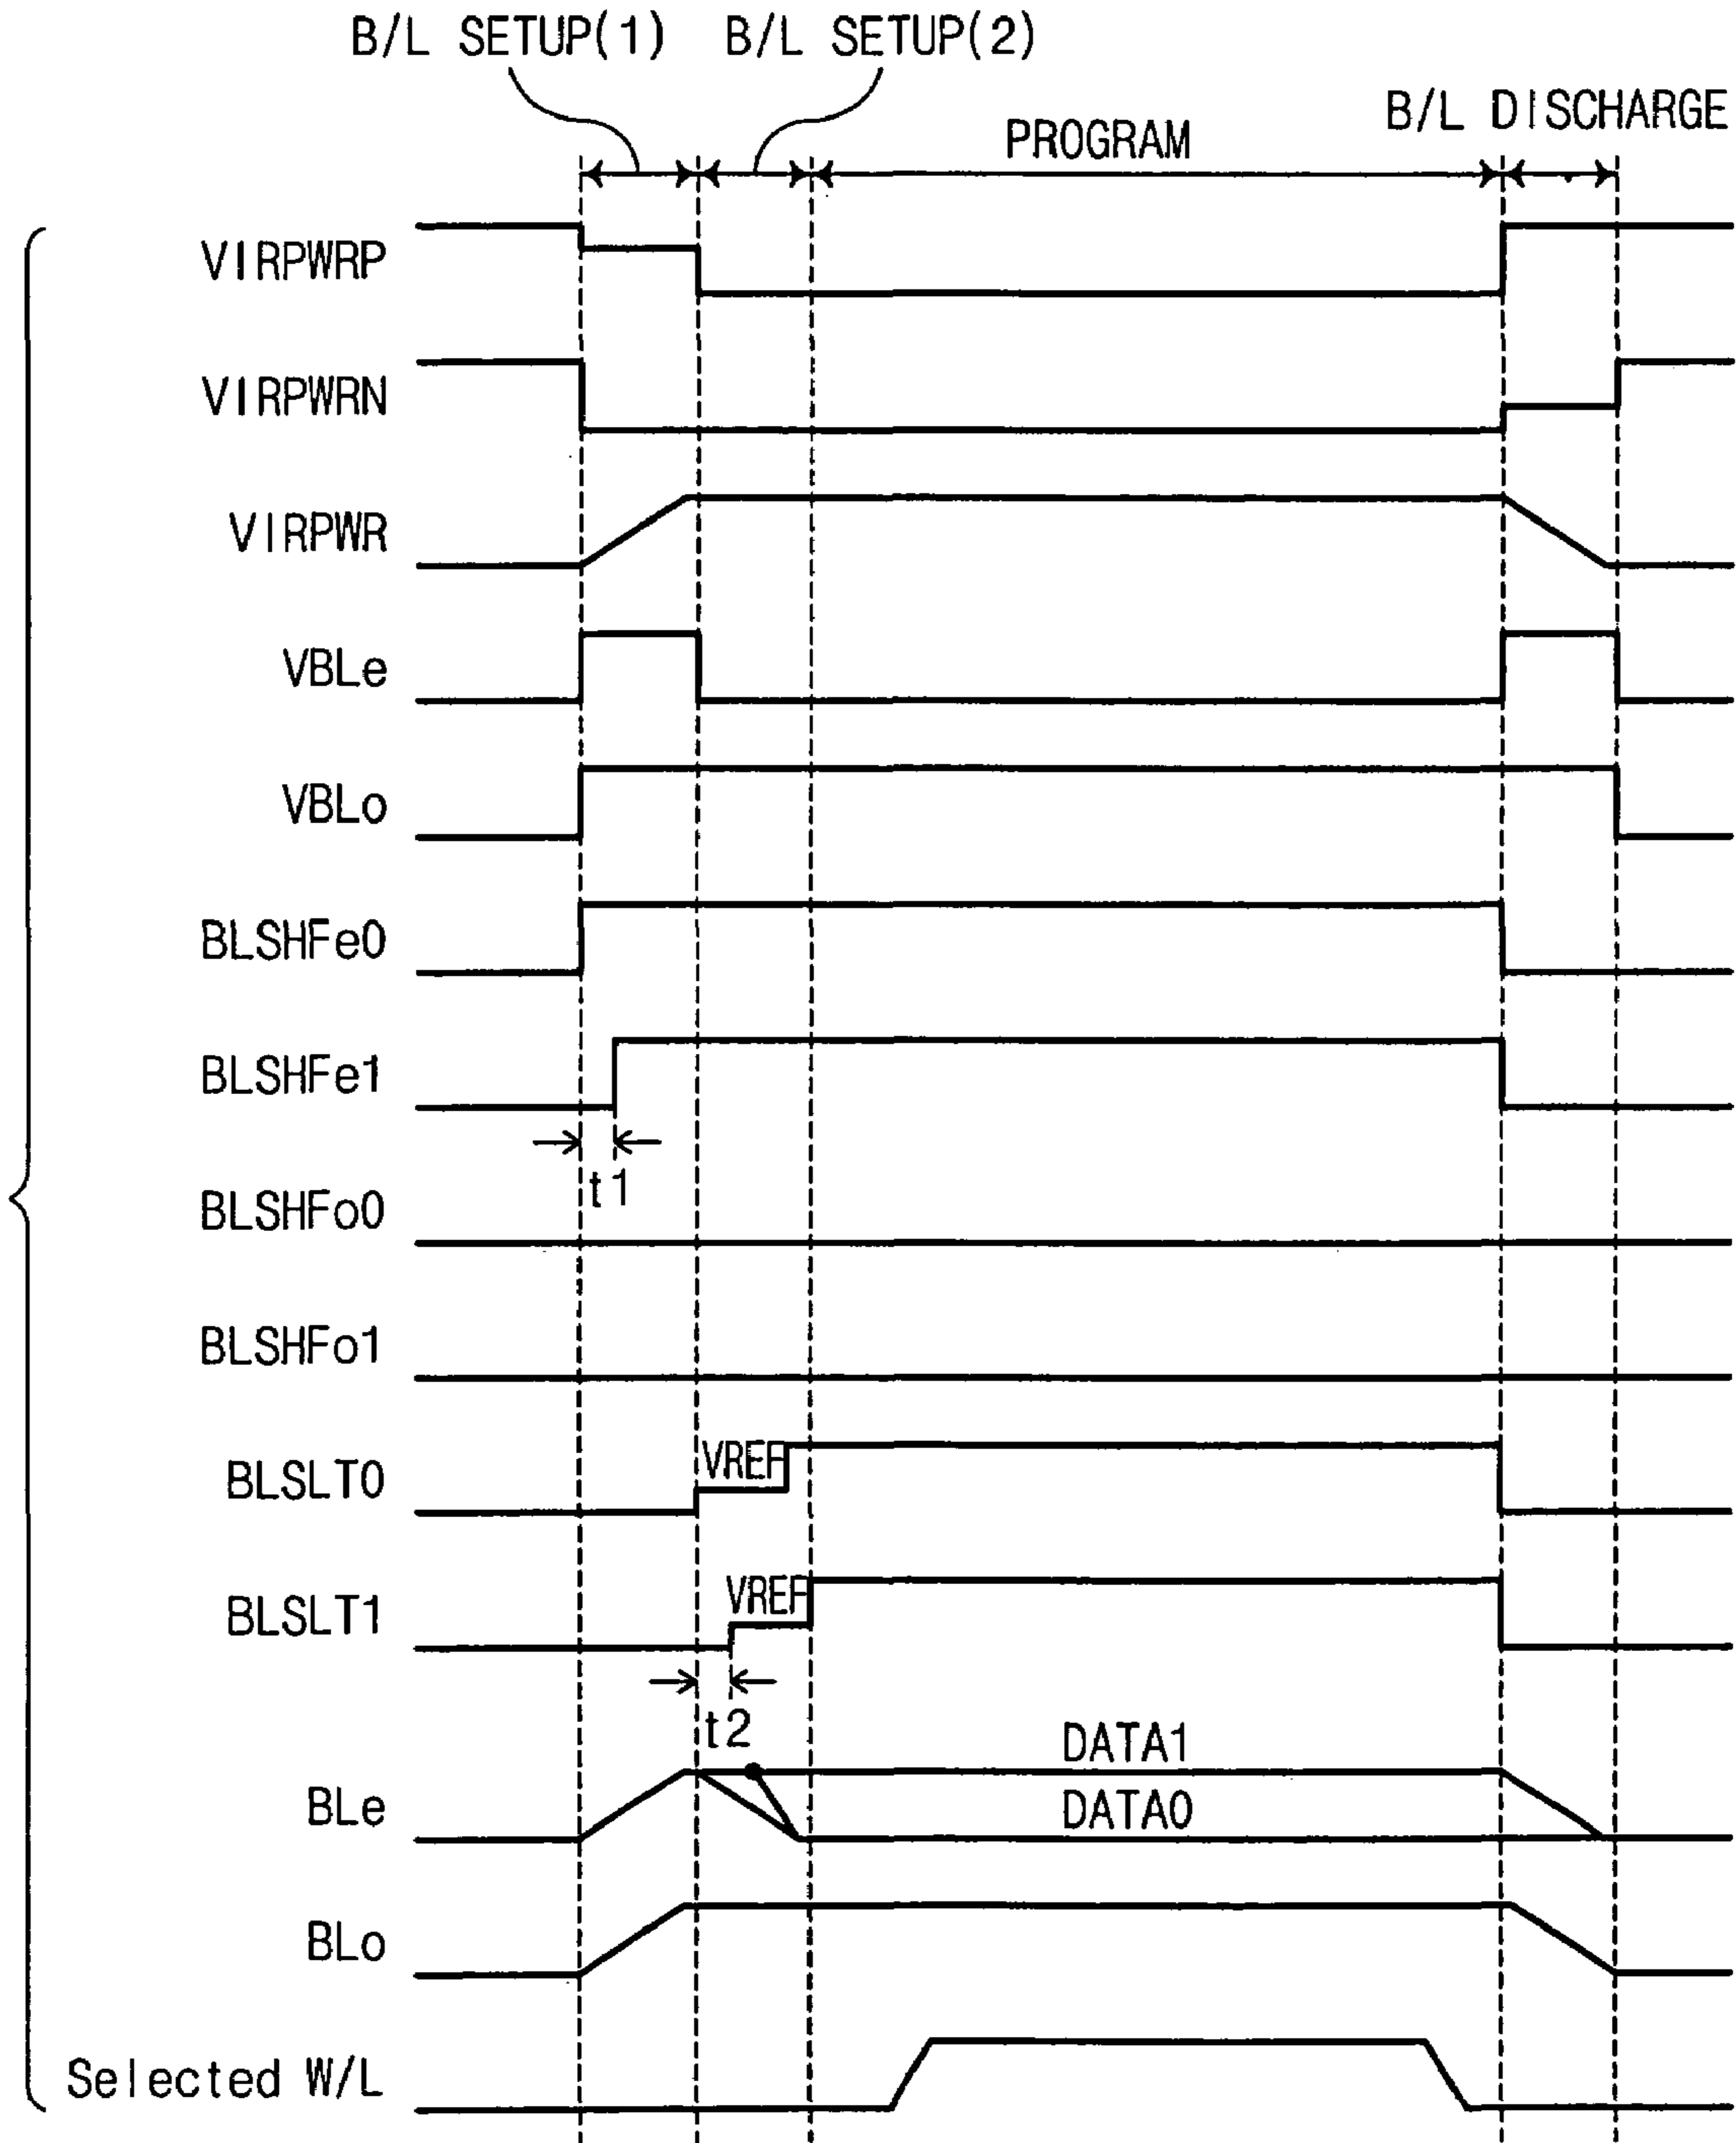 B/L SETUP(1) B/L SETUP(2)
B/L DISCHARGE
PROGRAM
VIRPWRP
VIRPWRN
VIRPWR
VBLe
VBLo
BLSHFe0
BLSHFe1
t1
BLSHFo0
BLSHFo1
VREF
BLSLT0
VREF
BLSLT1
t2
DATA1
BLe
DATA0
BLo
Selected W/L